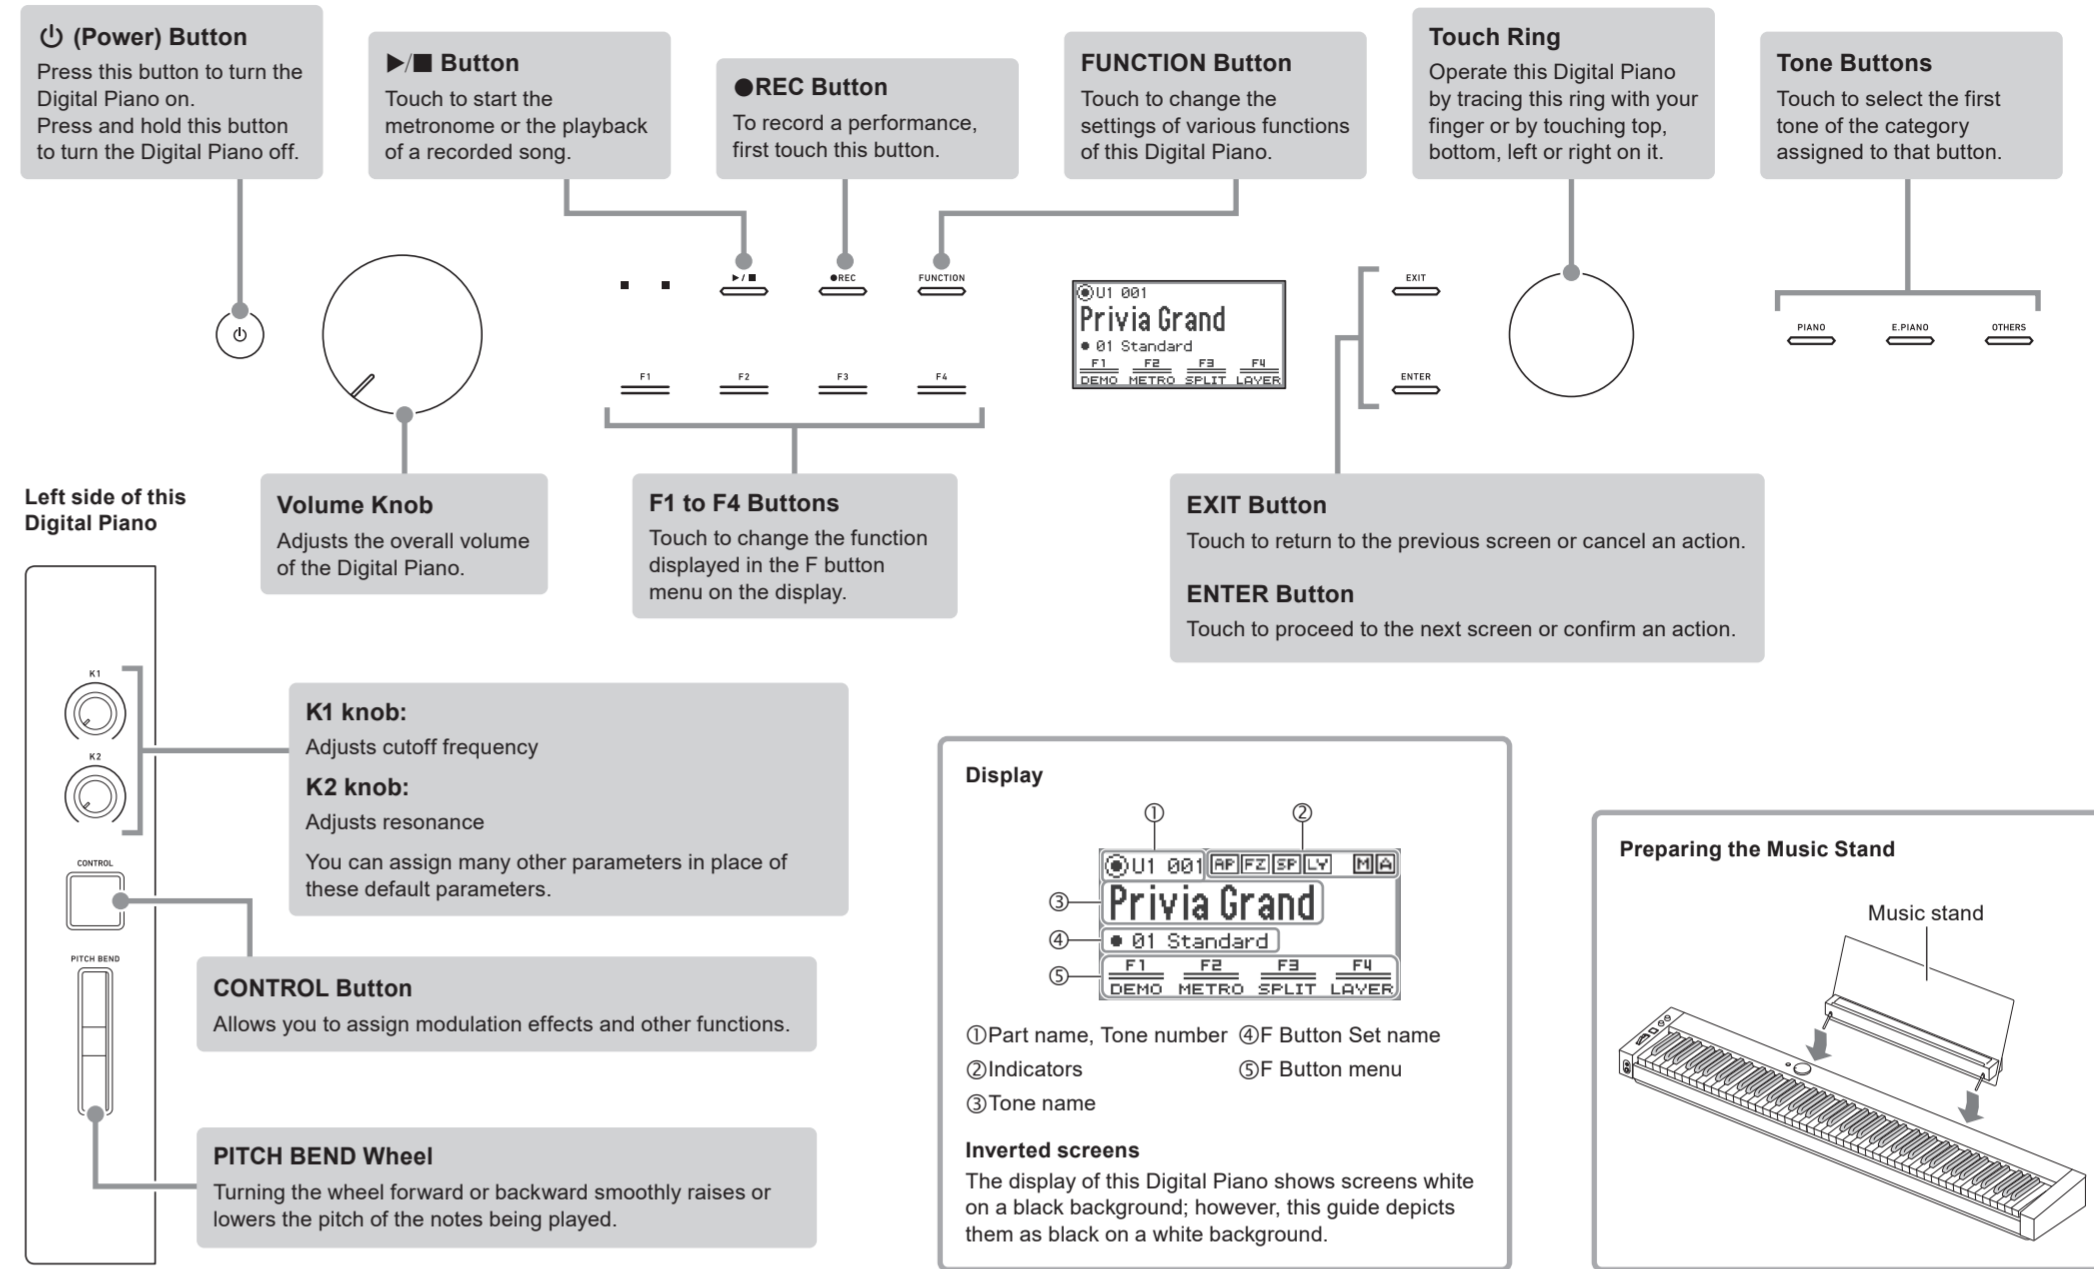 ⏻ (Power) Button
Press this button to turn the
Digital Piano on.
Press and hold this button
to turn the Digital Piano off.
▶/■ Button
Touch to start the
metronome or the playback
of a recorded song.
●REC Button
To record a performance,
first touch this button.
FUNCTION Button
Touch to change the
settings of various functions
of this Digital Piano.
Touch Ring
Operate this Digital Piano
by tracing this ring with your
finger or by touching top,
bottom, left or right on it.
Tone Buttons
Touch to select the first
tone of the category
assigned to that button.
▶/■
●REC
FUNCTION
F1
F2
F3
F4
U1 001
Privia Grand
● 01 Standard
F1 F2 F3 F4
DEMO METRO SPLIT LAYER
EXIT
ENTER
PIANO
E.PIANO
OTHERS
Volume Knob
Adjusts the overall volume
of the Digital Piano.
F1 to F4 Buttons
Touch to change the function
displayed in the F button
menu on the display.
EXIT Button
Touch to return to the previous screen or cancel an action.
ENTER Button
Touch to proceed to the next screen or confirm an action.
Left side of this
Digital Piano
K1
K2
CONTROL
PITCH BEND
K1 knob:
Adjusts cutoff frequency
K2 knob:
Adjusts resonance
You can assign many other parameters in place of
these default parameters.
CONTROL Button
Allows you to assign modulation effects and other functions.
PITCH BEND Wheel
Turning the wheel forward or backward smoothly raises or
lowers the pitch of the notes being played.
Display
① ②
U1 001 AP FZ SP LY M A
③ Privia Grand
④ ● 01 Standard
⑤ F1 F2 F3 F4
DEMO METRO SPLIT LAYER
①Part name, Tone number ④F Button Set name
②Indicators ⑤F Button menu
③Tone name
Inverted screens
The display of this Digital Piano shows screens white
on a black background; however, this guide depicts
them as black on a white background.
Preparing the Music Stand
Music stand